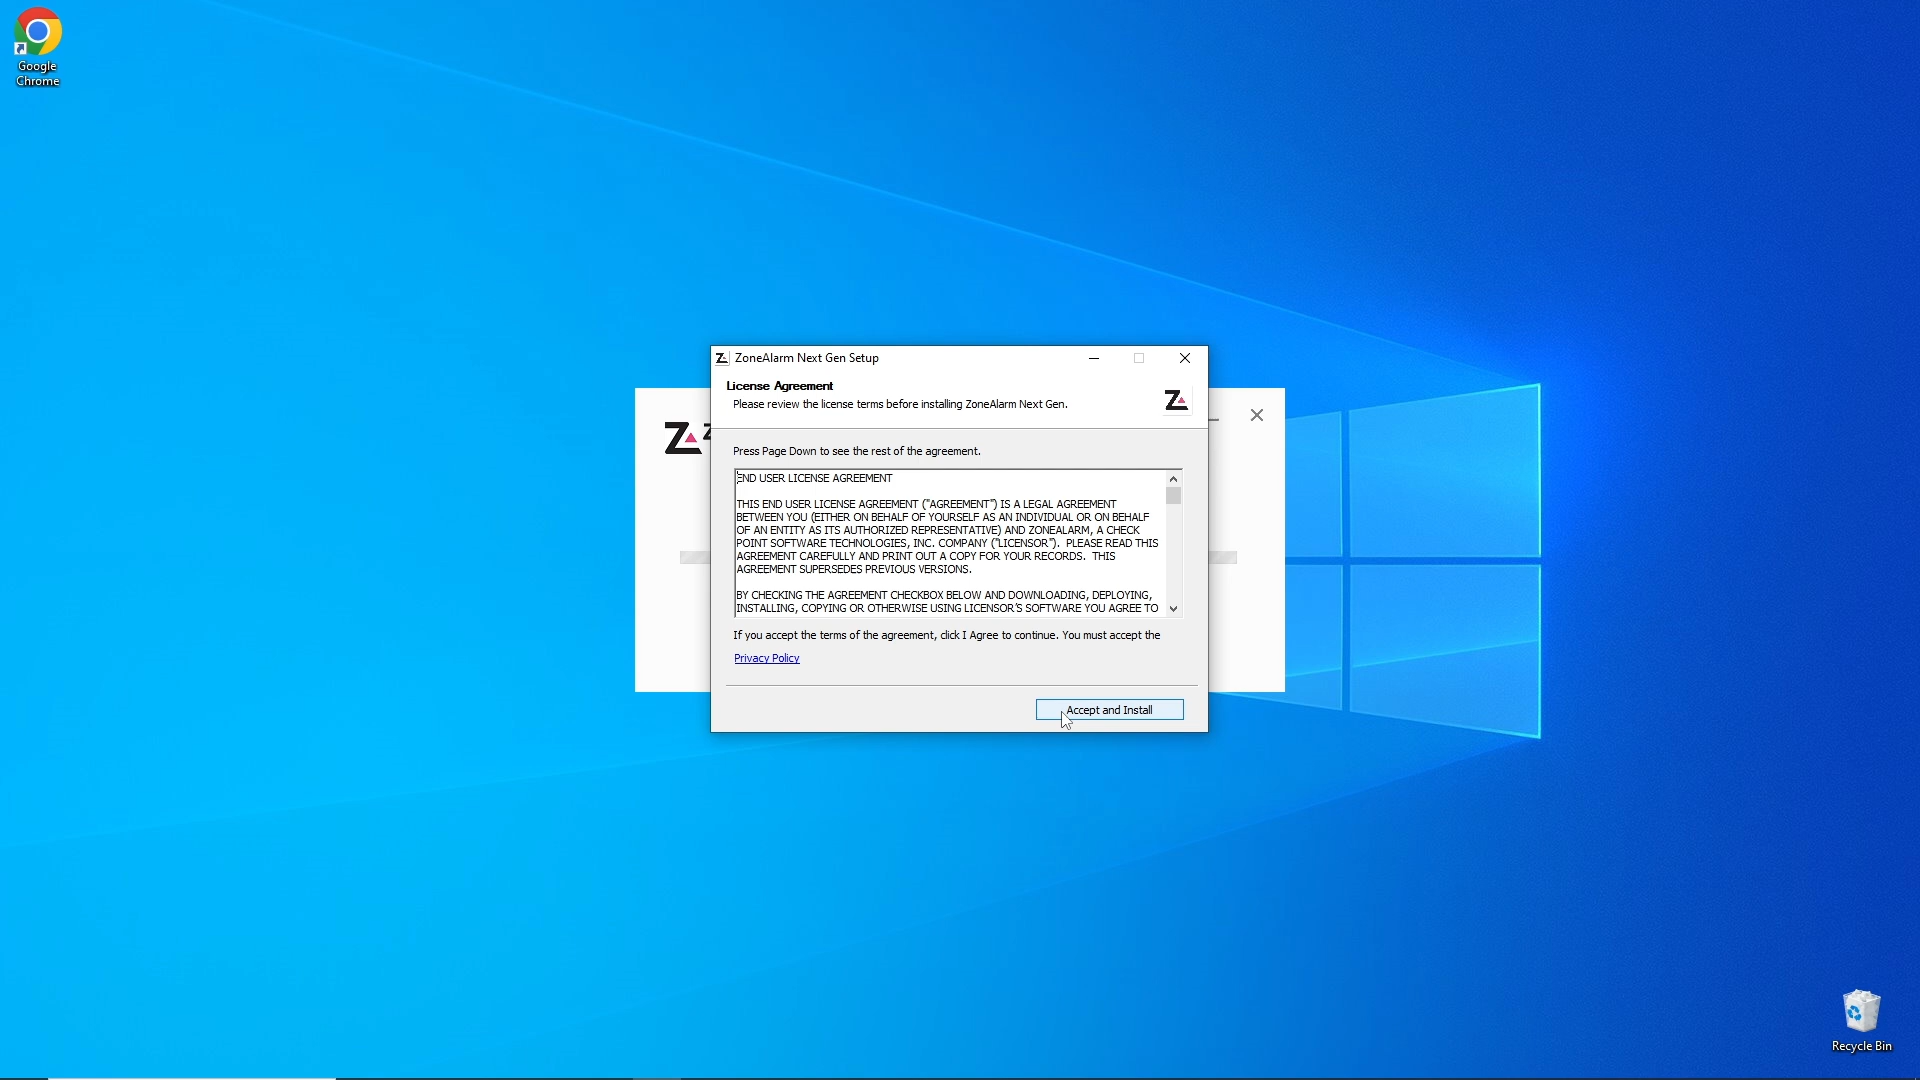 Google
Chrome
ZoneAlarm Next Gen Setup
License Agreement
Please review the license terms before installing ZoneAlarm Next Gen.
Press Page Down to see the rest of the agreement.
END USER LICENSE AGREEMENT
THIS END USER LICENSE AGREEMENT ("AGREEMENT") IS A LEGAL AGREEMENT
BETWEEN YOU (EITHER ON BEHALF OF YOURSELF AS AN INDIVIDUAL OR ON BEHALF
OF AN ENTITY AS ITS AUTHORIZED REPRESENTATIVE) AND ZONEALARM, A CHECK
POINT SOFTWARE TECHNOLOGIES, INC. COMPANY ("LICENSOR").  PLEASE READ THIS
AGREEMENT CAREFULLY AND PRINT OUT A COPY FOR YOUR RECORDS.  THIS
AGREEMENT SUPERSEDES PREVIOUS VERSIONS.
BY CHECKING THE AGREEMENT CHECKBOX BELOW AND DOWNLOADING, DEPLOYING,
INSTALLING, COPYING OR OTHERWISE USING LICENSOR'S SOFTWARE YOU AGREE TO
If you accept the terms of the agreement, click I Agree to continue. You must accept the
Privacy Policy
Accept and Install
Recycle Bin